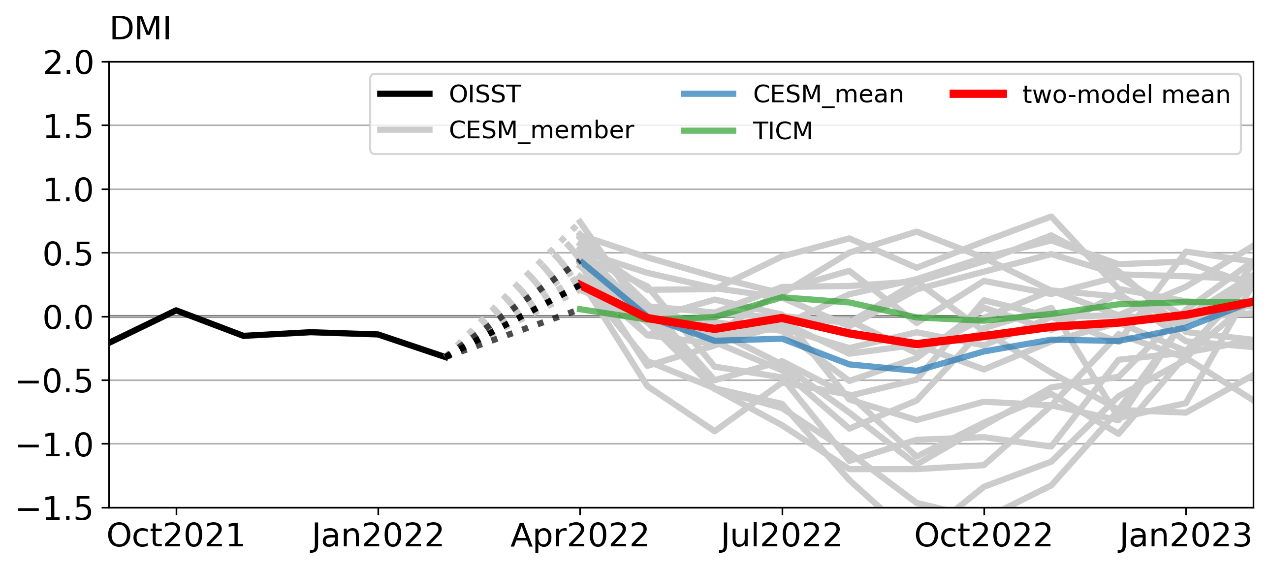 DMI
2.0
1.5
1.0
0.5
0.0
−0.5
−1.0
−1.5
OISST
CESM_member
CESM_mean
TICM
two-model mean
Oct2021 Jan2022 Apr2022 Jul2022 Oct2022 Jan2023